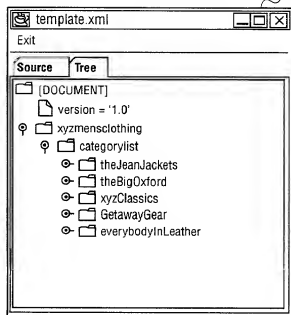 template.xml
Exit
Source Tree
[DOCUMENT]
version = '1.0'
xyzmensclothing
categorylist
theJeanJackets
theBigOxford
xyzClassics
GetawayGear
everybodyInLeather